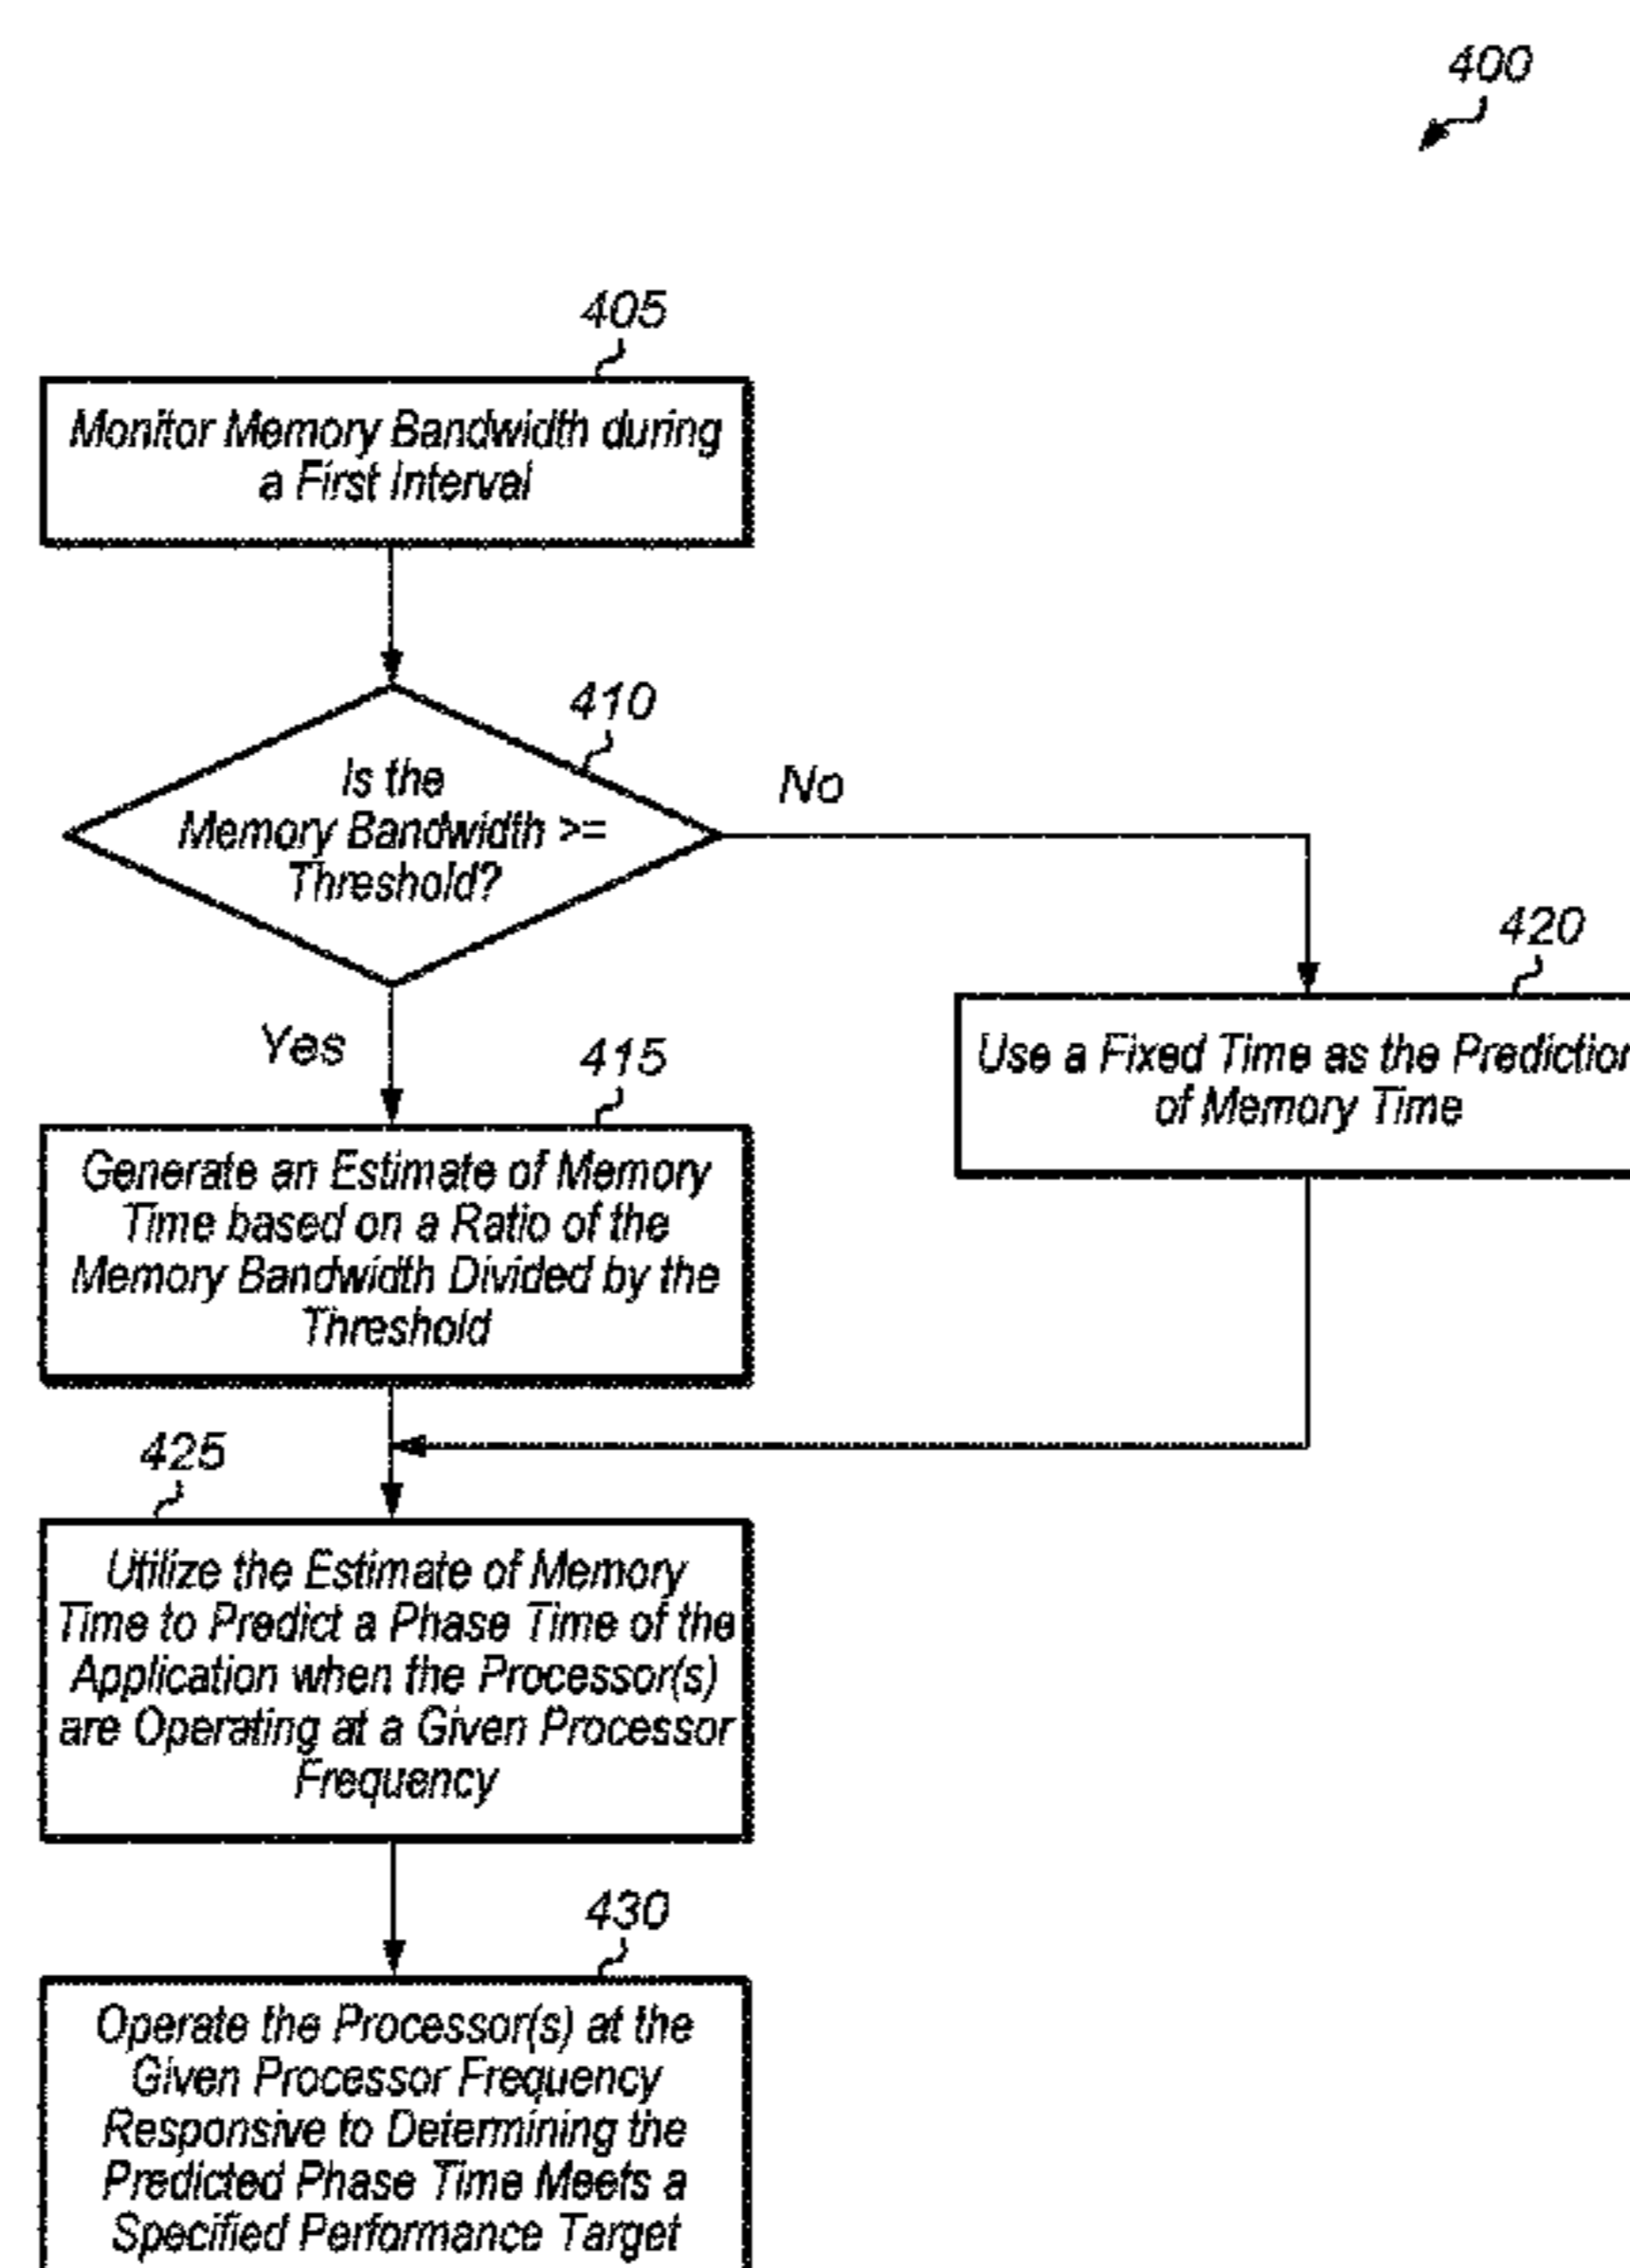 400
405
Monitor Memory Bandwidth during
a First Interval
410
Is the
Memory Bandwidth >=
Threshold?
No
Yes
420
Use a Fixed Time as the Prediction
of Memory Time
415
Generate an Estimate of Memory
Time based on a Ratio of the
Memory Bandwidth Divided by the
Threshold
425
Utilize the Estimate of Memory
Time to Predict a Phase Time of the
Application when the Processor(s)
are Operating at a Given Processor
Frequency
430
Operate the Processor(s) at the
Given Processor Frequency
Responsive to Determining the
Predicted Phase Time Meets a
Specified Performance Target